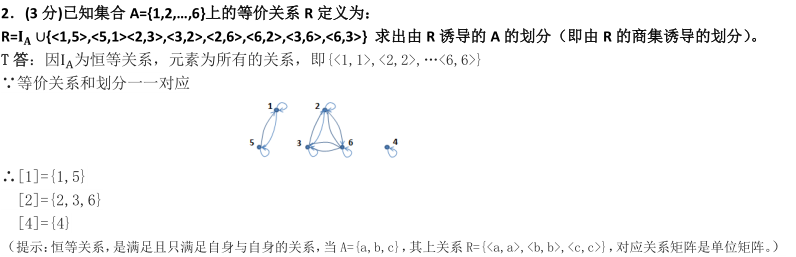 2. (3 分)已知集合 A={1,2,…,6}上的等价关系 R 定义为：
R=I_A ∪{<1,5>,<5,1><2,3>,<3,2>,<2,6>,<6,2>,<3,6>,<6,3>} 求出由 R 诱导的 A 的划分（即由 R 的商集诱导的划分）。
T 答：因I_A为恒等关系，元素为所有的关系，即{<1,1>,<2,2>,…<6,6>}
∵等价关系和划分一一对应
1 2
5 3 6 4
∴[1]={1,5}
[2]={2,3,6}
[4]={4}
（提示：恒等关系，是满足且只满足自身与自身的关系，当 A={a,b,c}，其上关系 R={<a,a>,<b,b>,<c,c>}，对应关系矩阵是单位矩阵。）